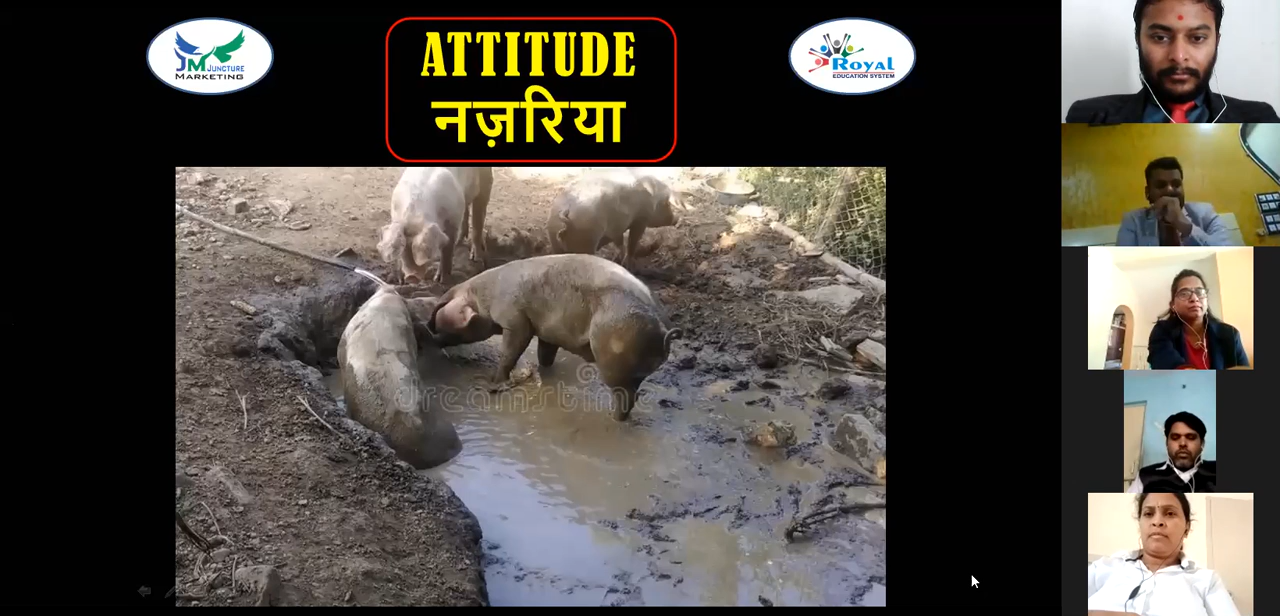 JM JUNCTURE
MARKETING
ATTITUDE
नज़रिया
Royal
EDUCATION SYSTEM
dreamstime